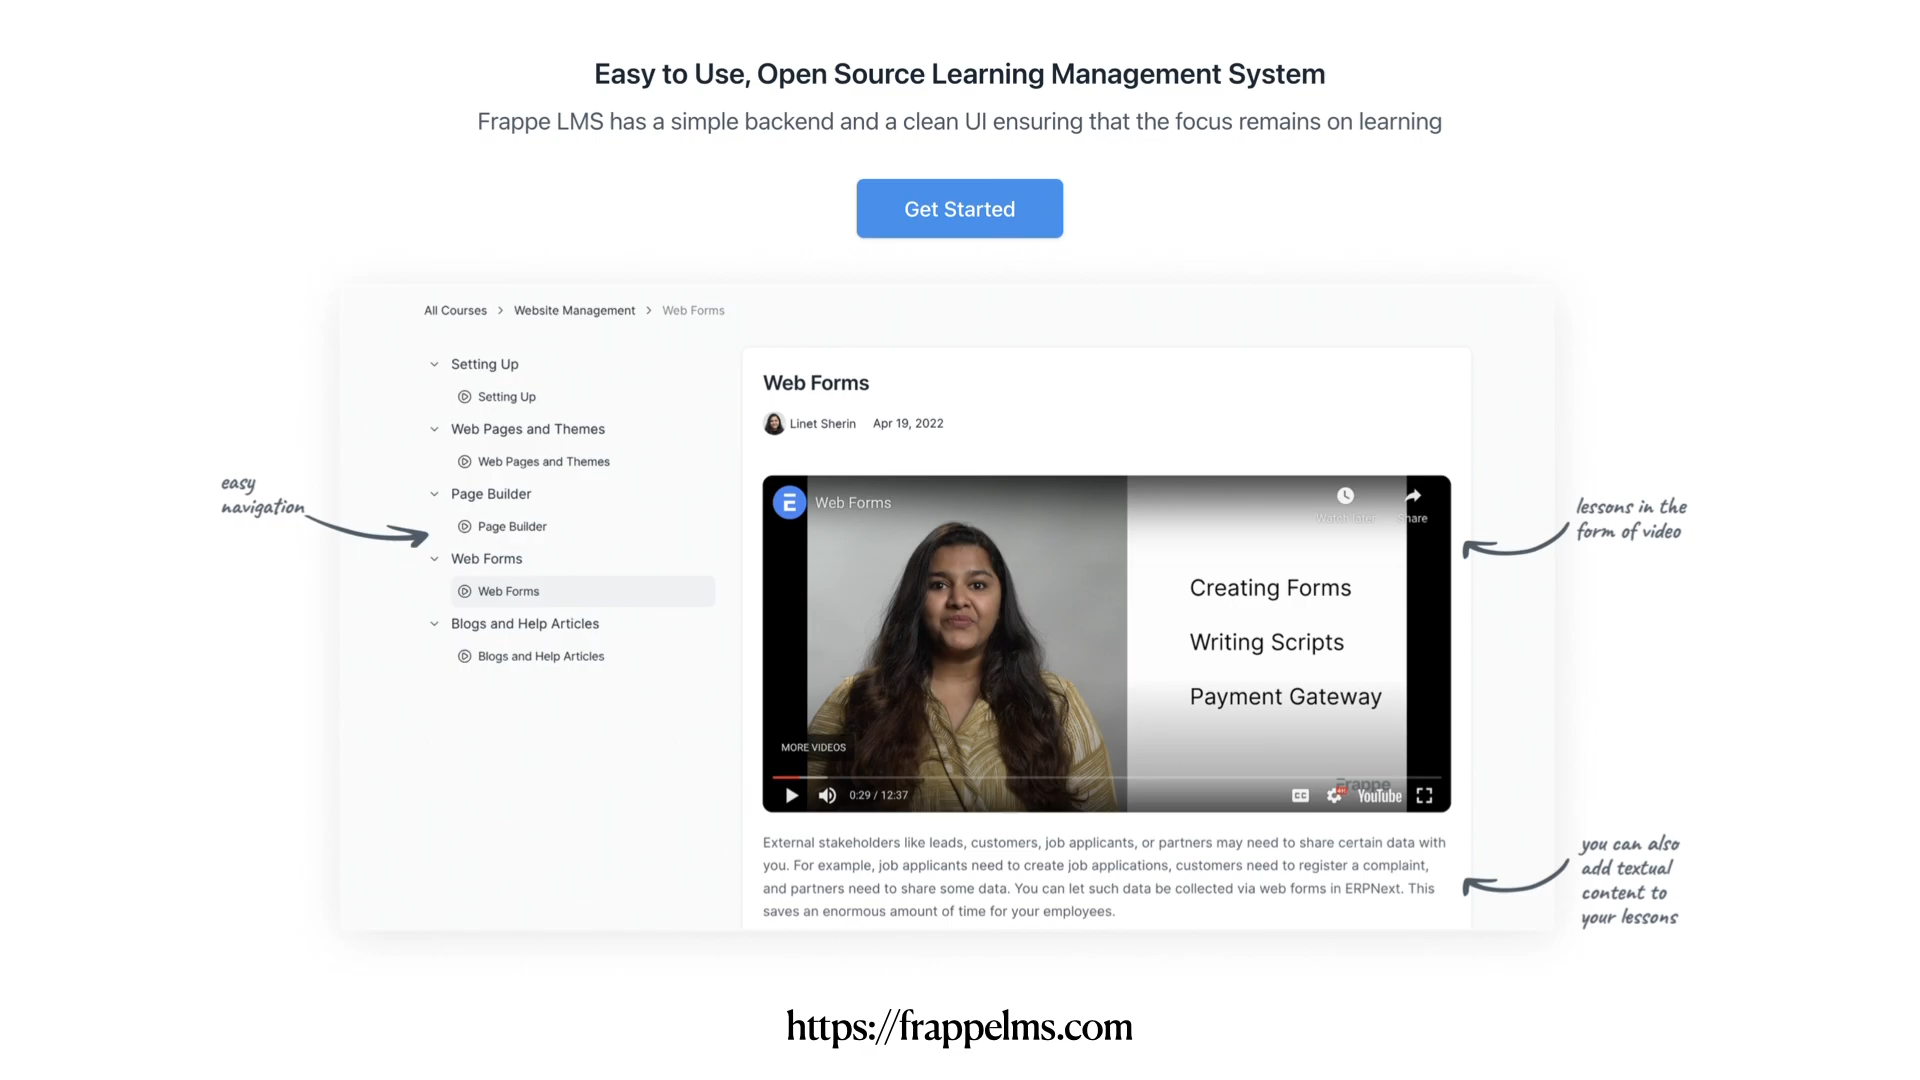 Easy to Use, Open Source Learning Management System
Frappe LMS has a simple backend and a clean UI ensuring that the focus remains on learning
Get Started
All Courses > Website Management > Web Forms
Setting Up
Setting Up
Web Pages and Themes
Web Pages and Themes
Page Builder
Page Builder
Web Forms
Web Forms
Blogs and Help Articles
Blogs and Help Articles
easy
navigation
Web Forms
Linet Sherin Apr 19, 2022
E Web Forms
Watch later Share
Creating Forms
Writing Scripts
Payment Gateway
MORE VIDEOS
Frappe
0:29 / 12:37
CC 4K YouTube
lessons in the
form of video
External stakeholders like leads, customers, job applicants, or partners may need to share certain data with
you. For example, job applicants need to create job applications, customers need to register a complaint,
and partners need to share some data. You can let such data be collected via web forms in ERPNext. This
saves an enormous amount of time for your employees.
you can also
add textual
content to
your lessons
https://frappelms.com